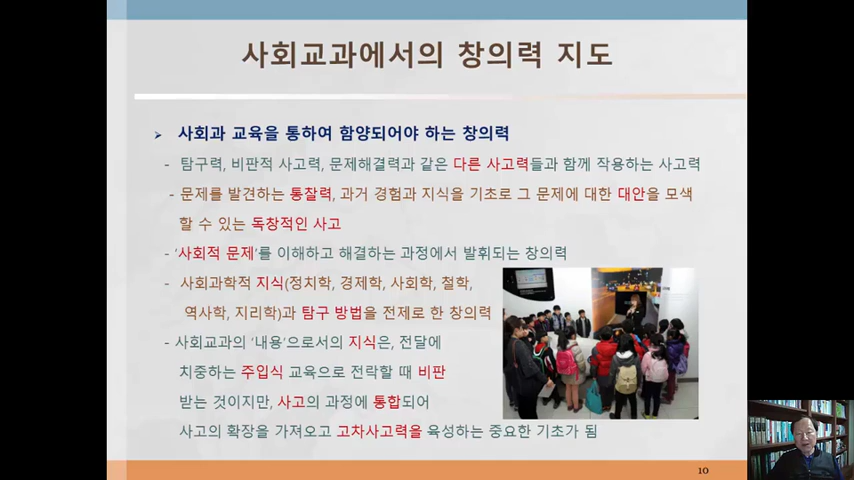 사회교과에서의 창의력 지도
➢ 사회과 교육을 통하여 함양되어야 하는 창의력
- 탐구력, 비판적 사고력, 문제해결력과 같은 다른 사고력들과 함께 작용하는 사고력
- 문제를 발견하는 통찰력, 과거 경험과 지식을 기초로 그 문제에 대한 대안을 모색
할 수 있는 독창적인 사고
- '사회적 문제'를 이해하고 해결하는 과정에서 발휘되는 창의력
- 사회과학적 지식(정치학, 경제학, 사회학, 철학,
역사학, 지리학)과 탐구 방법을 전제로 한 창의력
- 사회교과의 '내용'으로서의 지식은, 전달에
치중하는 주입식 교육으로 전락할 때 비판
받는 것이지만, 사고의 과정에 통합되어
사고의 확장을 가져오고 고차사고력을 육성하는 중요한 기초가 됨
10